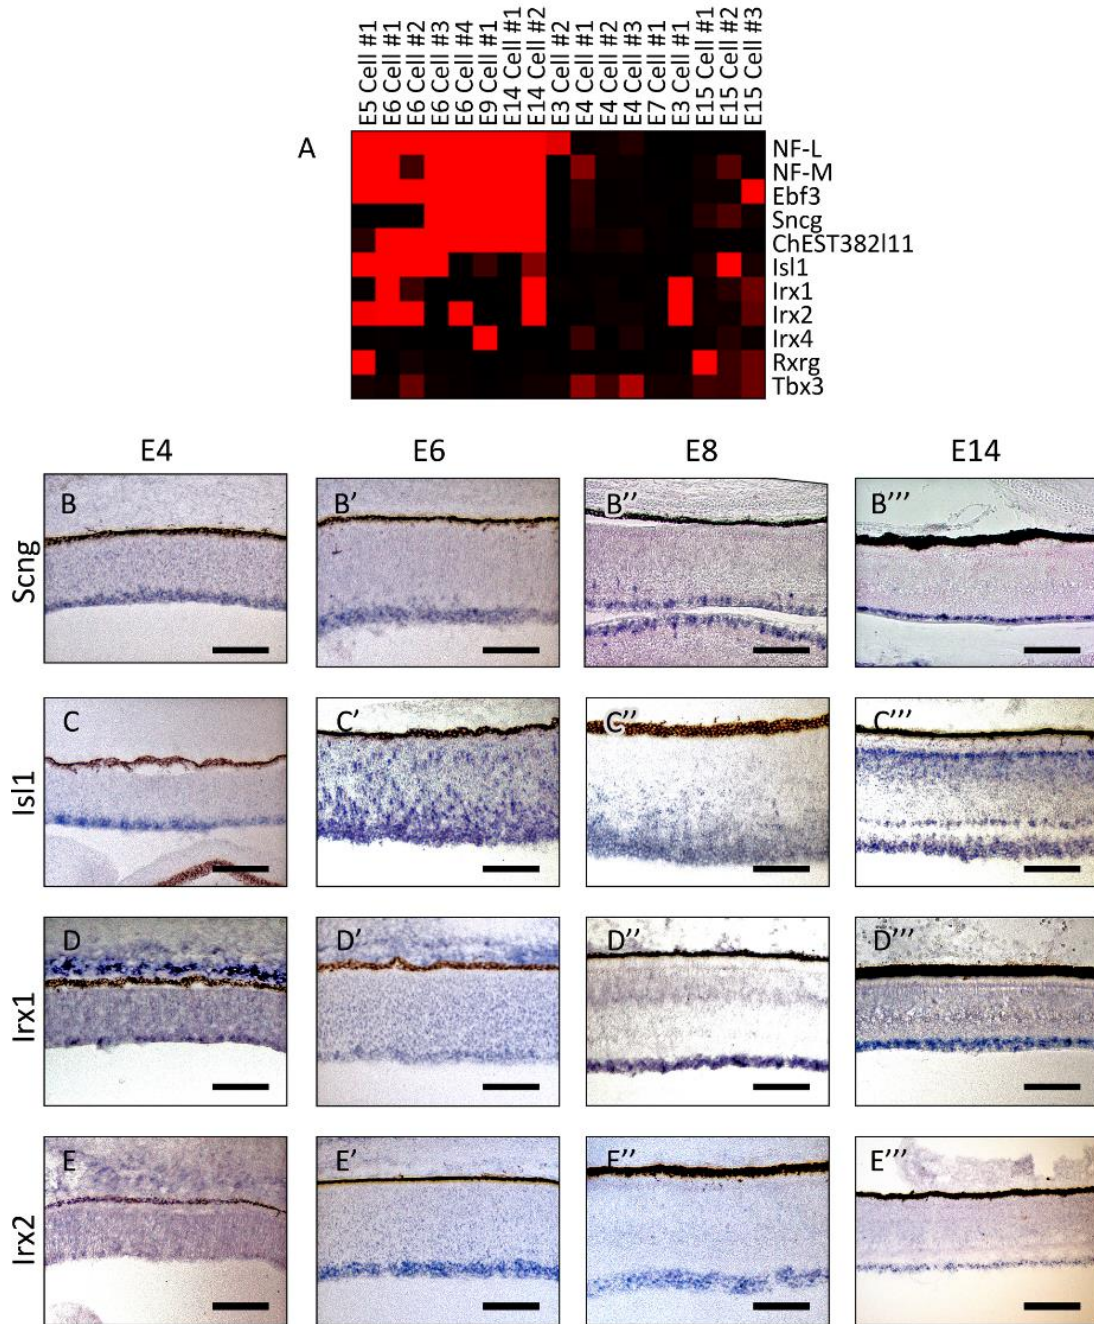 E5 Cell #1
E6 Cell #1
E6 Cell #2
E6 Cell #3
E6 Cell #4
E9 Cell #1
E14 Cell #1
E14 Cell #2
E3 Cell #2
E4 Cell #1
E4 Cell #2
E4 Cell #3
E7 Cell #1
E3 Cell #1
E15 Cell #1
E15 Cell #2
E15 Cell #3
A
NF-L
NF-M
Ebf3
Sncg
ChEST382l11
Isl1
Irx1
Irx2
Irx4
Rxrg
Tbx3
E4 E6 E8 E14
Scng
B B’ B’’ B’’’
Isl1
C C’ C’’ C’’’
Irx1
D D’ D’’ D’’’
Irx2
E E’ E’’ E’’’